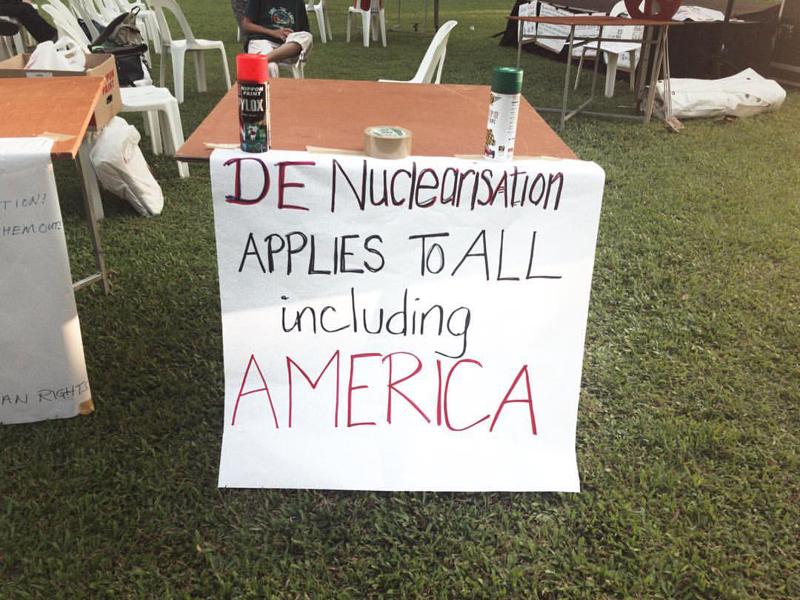 NIPPON
PAINT
PYLOX
DE NuclearisAtion
APPLIES To ALL
including
AMERICA
TION!
HEM OUT!
AN RIGHTS